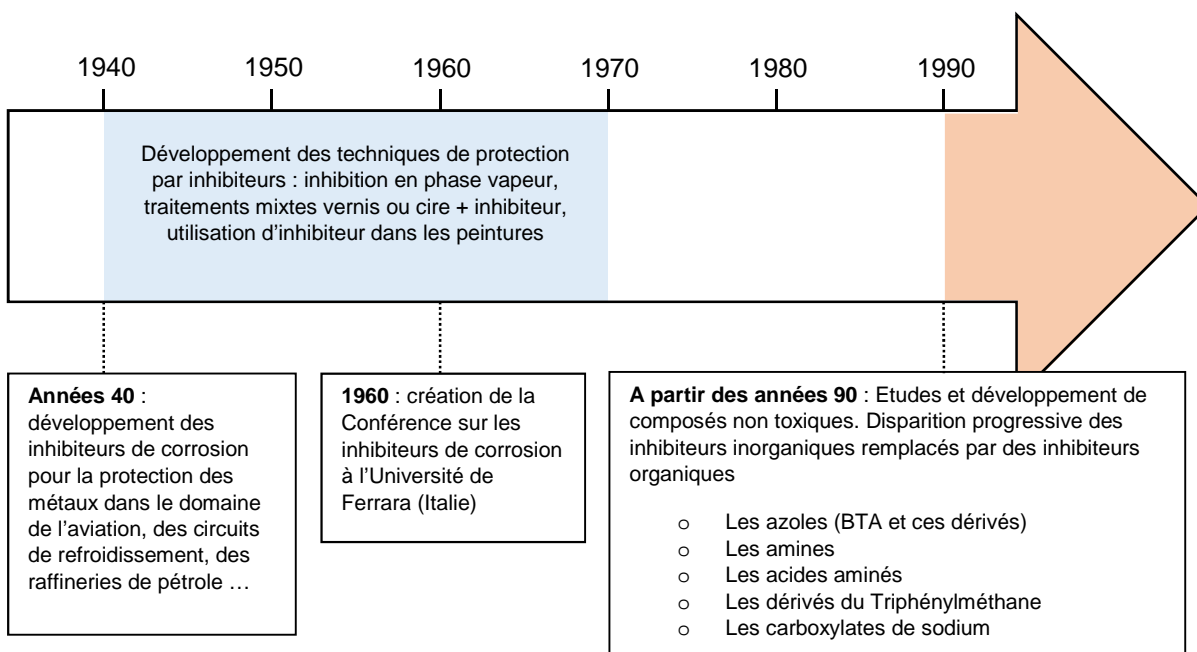 1940 1950 1960 1970 1980 1990
Développement des techniques de protection
par inhibiteurs : inhibition en phase vapeur,
traitements mixtes vernis ou cire + inhibiteur,
utilisation d’inhibiteur dans les peintures
Années 40 :
développement des
inhibiteurs de corrosion
pour la protection des
métaux dans le domaine
de l’aviation, des circuits
de refroidissement, des
raffineries de pétrole …
1960 : création de la
Conférence sur les
inhibiteurs de corrosion
à l’Université de
Ferrara (Italie)
A partir des années 90 : Etudes et développement de
composés non toxiques. Disparition progressive des
inhibiteurs inorganiques remplacés par des inhibiteurs
organiques
o Les azoles (BTA et ces dérivés)
o Les amines
o Les acides aminés
o Les dérivés du Triphénylméthane
o Les carboxylates de sodium